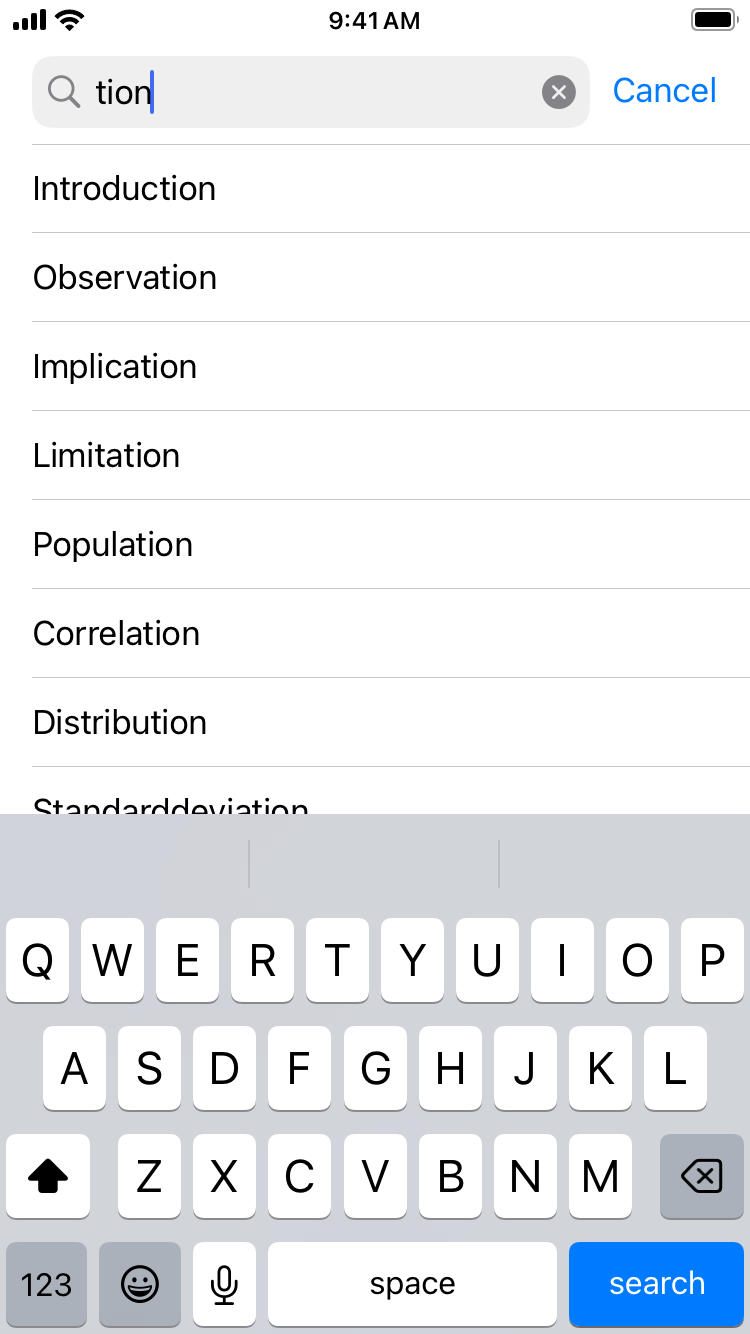 9:41 AM
tion
Cancel
Introduction
Observation
Implication
Limitation
Population
Correlation
Distribution
Standarddeviation
Q W E R T Y U I O P
A S D F G H J K L
Z X C V B N M
123 space search